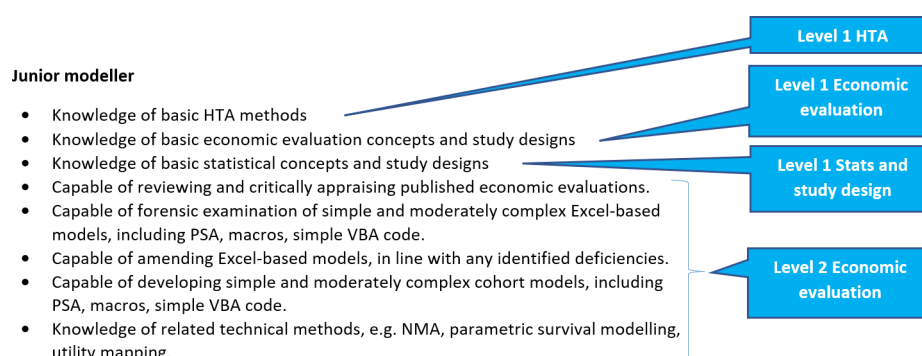 Level 1 HTA
Junior modeller
Level 1 Economic
evaluation
• Knowledge of basic HTA methods
• Knowledge of basic economic evaluation concepts and study designs
• Knowledge of basic statistical concepts and study designs
Level 1 Stats and
study design
• Capable of reviewing and critically appraising published economic evaluations.
• Capable of forensic examination of simple and moderately complex Excel-based
models, including PSA, macros, simple VBA code.
• Capable of amending Excel-based models, in line with any identified deficiencies.
• Capable of developing simple and moderately complex cohort models, including
PSA, macros, simple VBA code.
Level 2 Economic
evaluation
• Knowledge of related technical methods, e.g. NMA, parametric survival modelling,
utility mapping.